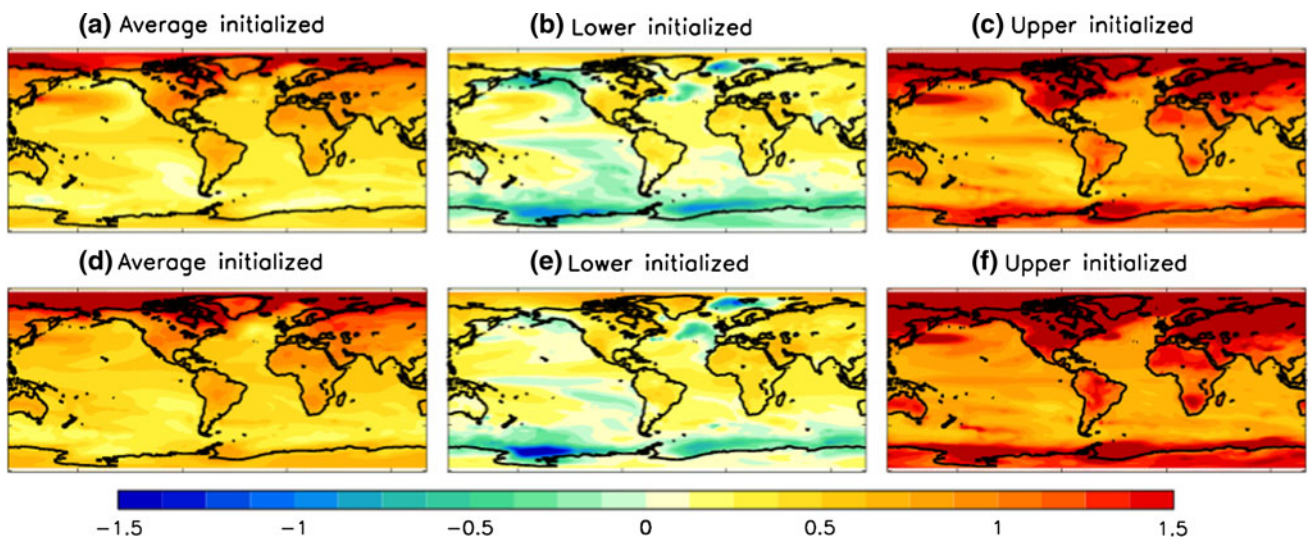 (a) Average initialized
(b) Lower initialized
(c) Upper initialized
(d) Average initialized
(e) Lower initialized
(f) Upper initialized
−1.5 −1 −0.5 0 0.5 1 1.5